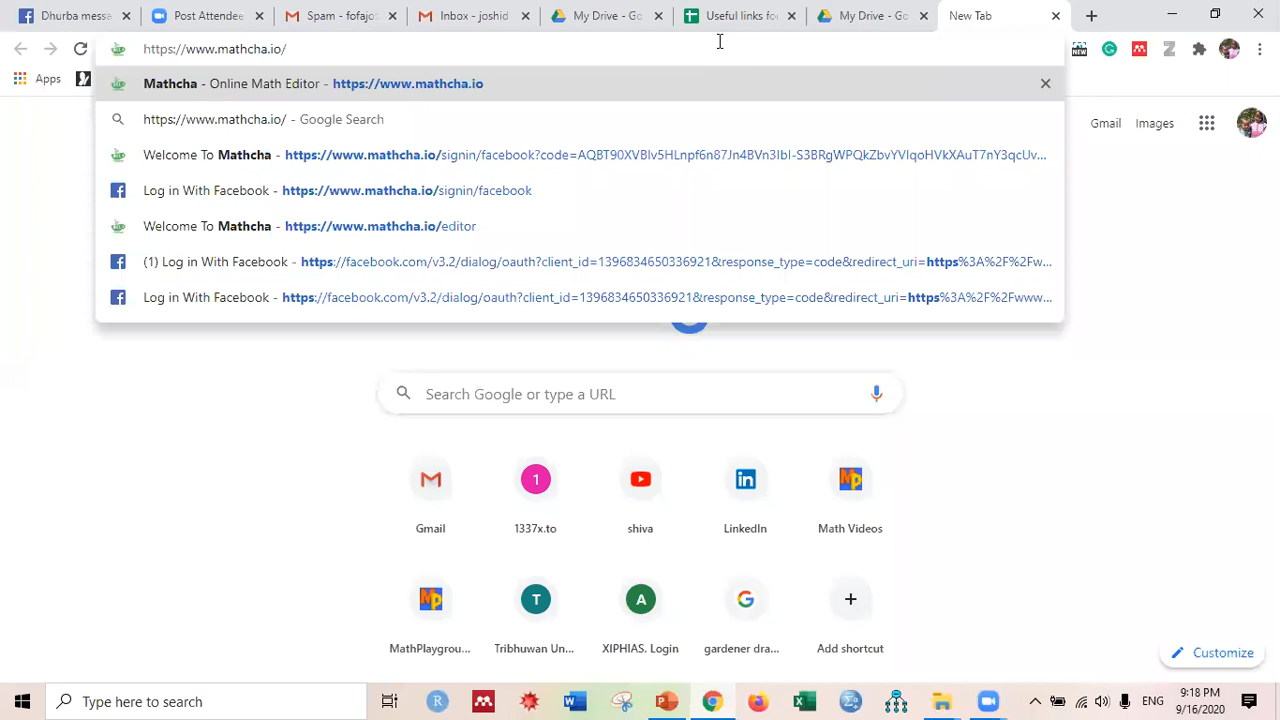 Dhurba messe
Post Attendee
Spam - fofajo
Inbox - joshid
My Drive - Go
Useful links fo
My Drive - Go
New Tab
https://www.mathcha.io/
NEW
Apps
Mathcha - Online Math Editor - https://www.mathcha.io
https://www.mathcha.io/ - Google Search
Welcome To Mathcha - https://www.mathcha.io/signin/facebook?code=AQBT90XVBlv5HLnpf6n87Jn4BVn3IbI-S3BRgWPQkZbvYVIqoHVkXAuT7nY3qcUv...
Log in With Facebook - https://www.mathcha.io/signin/facebook
Welcome To Mathcha - https://www.mathcha.io/editor
(1) Log in With Facebook - https://facebook.com/v3.2/dialog/oauth?client_id=1396834650336921&response_type=code&redirect_uri=https%3A%2F%2Fw...
Log in With Facebook - https://facebook.com/v3.2/dialog/oauth?client_id=1396834650336921&response_type=code&redirect_uri=https%3A%2F%2Fwww...
Gmail Images
Search Google or type a URL
1
Gmail
1337x.to
shiva
LinkedIn
Math Videos
T
A
MathPlaygrou...
Tribhuwan Un...
XIPHIAS. Login
gardener dra...
Add shortcut
Customize
Type here to search
ENG
9:18 PM
9/16/2020